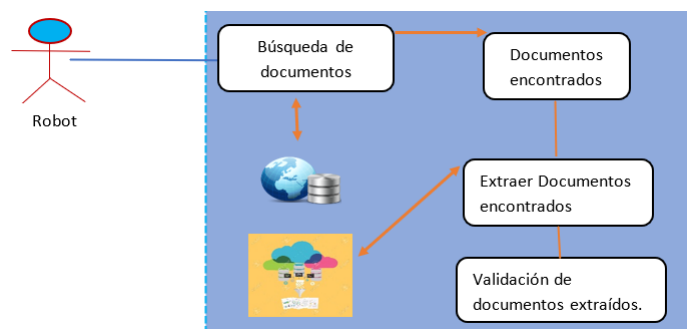 Búsqueda de
documentos
Documentos
encontrados
Robot
Extraer Documentos
encontrados
Validación de
documentos extraídos.